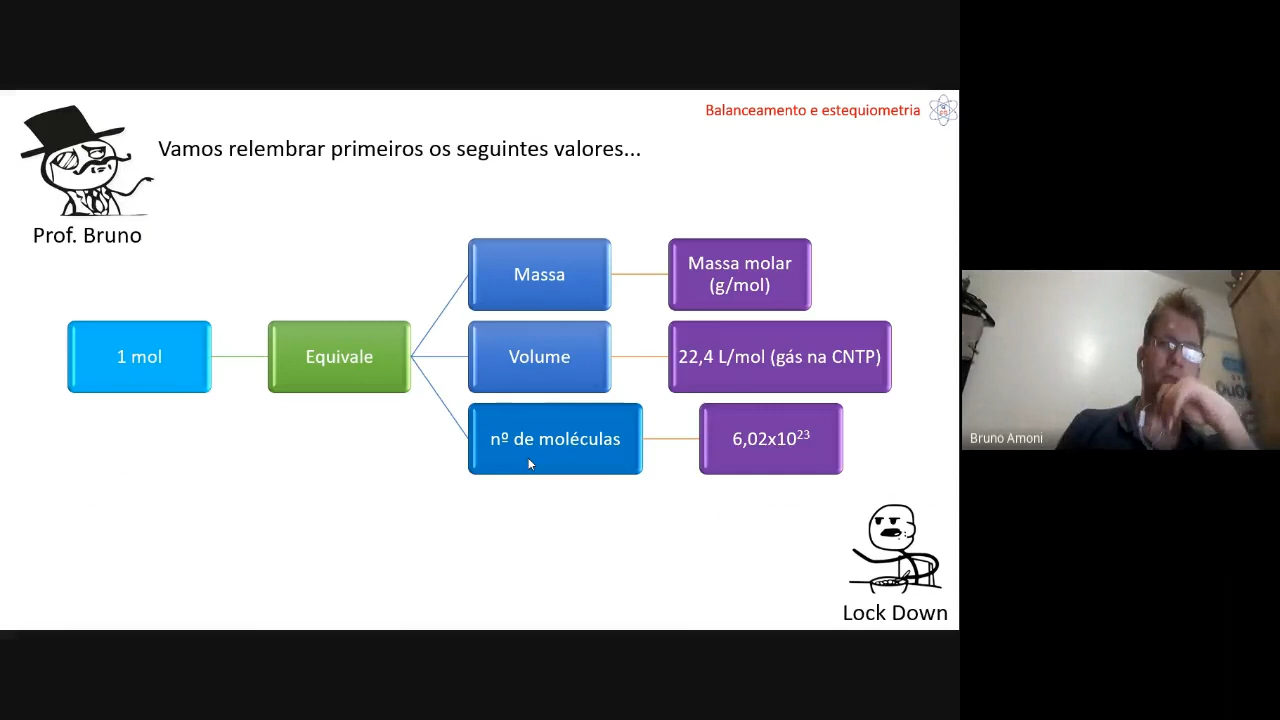 Balanceamento e estequiometria
Vamos relembrar primeiros os seguintes valores...
Prof. Bruno
Massa
Massa molar
(g/mol)
1 mol
Equivale
Volume
22,4 L/mol (gás na CNTP)
nº de moléculas
6,02x10²³
Bruno Amoni
Lock Down